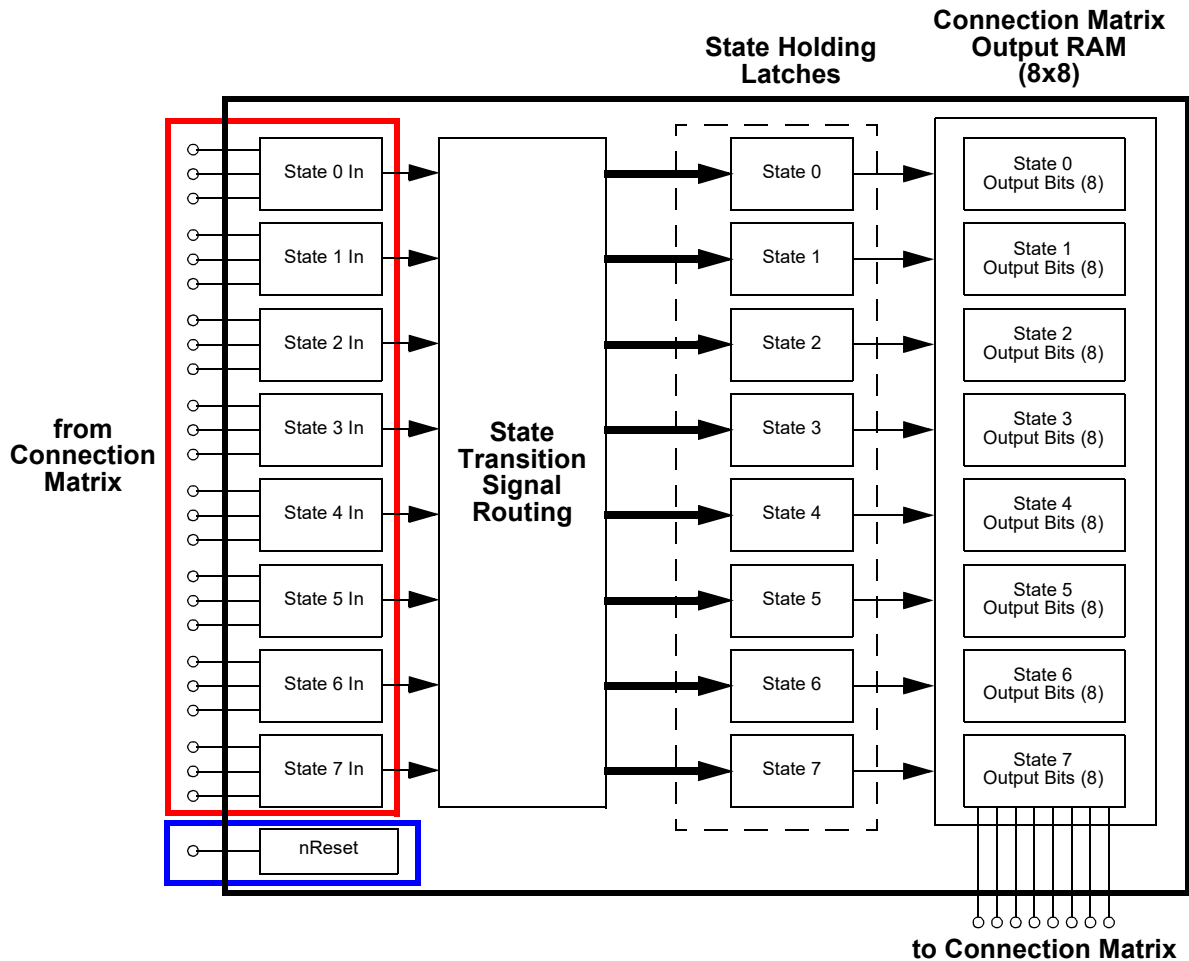 Connection Matrix
Output RAM
(8x8)
State Holding
Latches
from
Connection
Matrix
State 0 In
State 1 In
State 2 In
State 3 In
State 4 In
State 5 In
State 6 In
State 7 In
nReset
State
Transition
Signal
Routing
State 0
State 1
State 2
State 3
State 4
State 5
State 6
State 7
State 0
Output Bits (8)
State 1
Output Bits (8)
State 2
Output Bits (8)
State 3
Output Bits (8)
State 4
Output Bits (8)
State 5
Output Bits (8)
State 6
Output Bits (8)
State 7
Output Bits (8)
to Connection Matrix